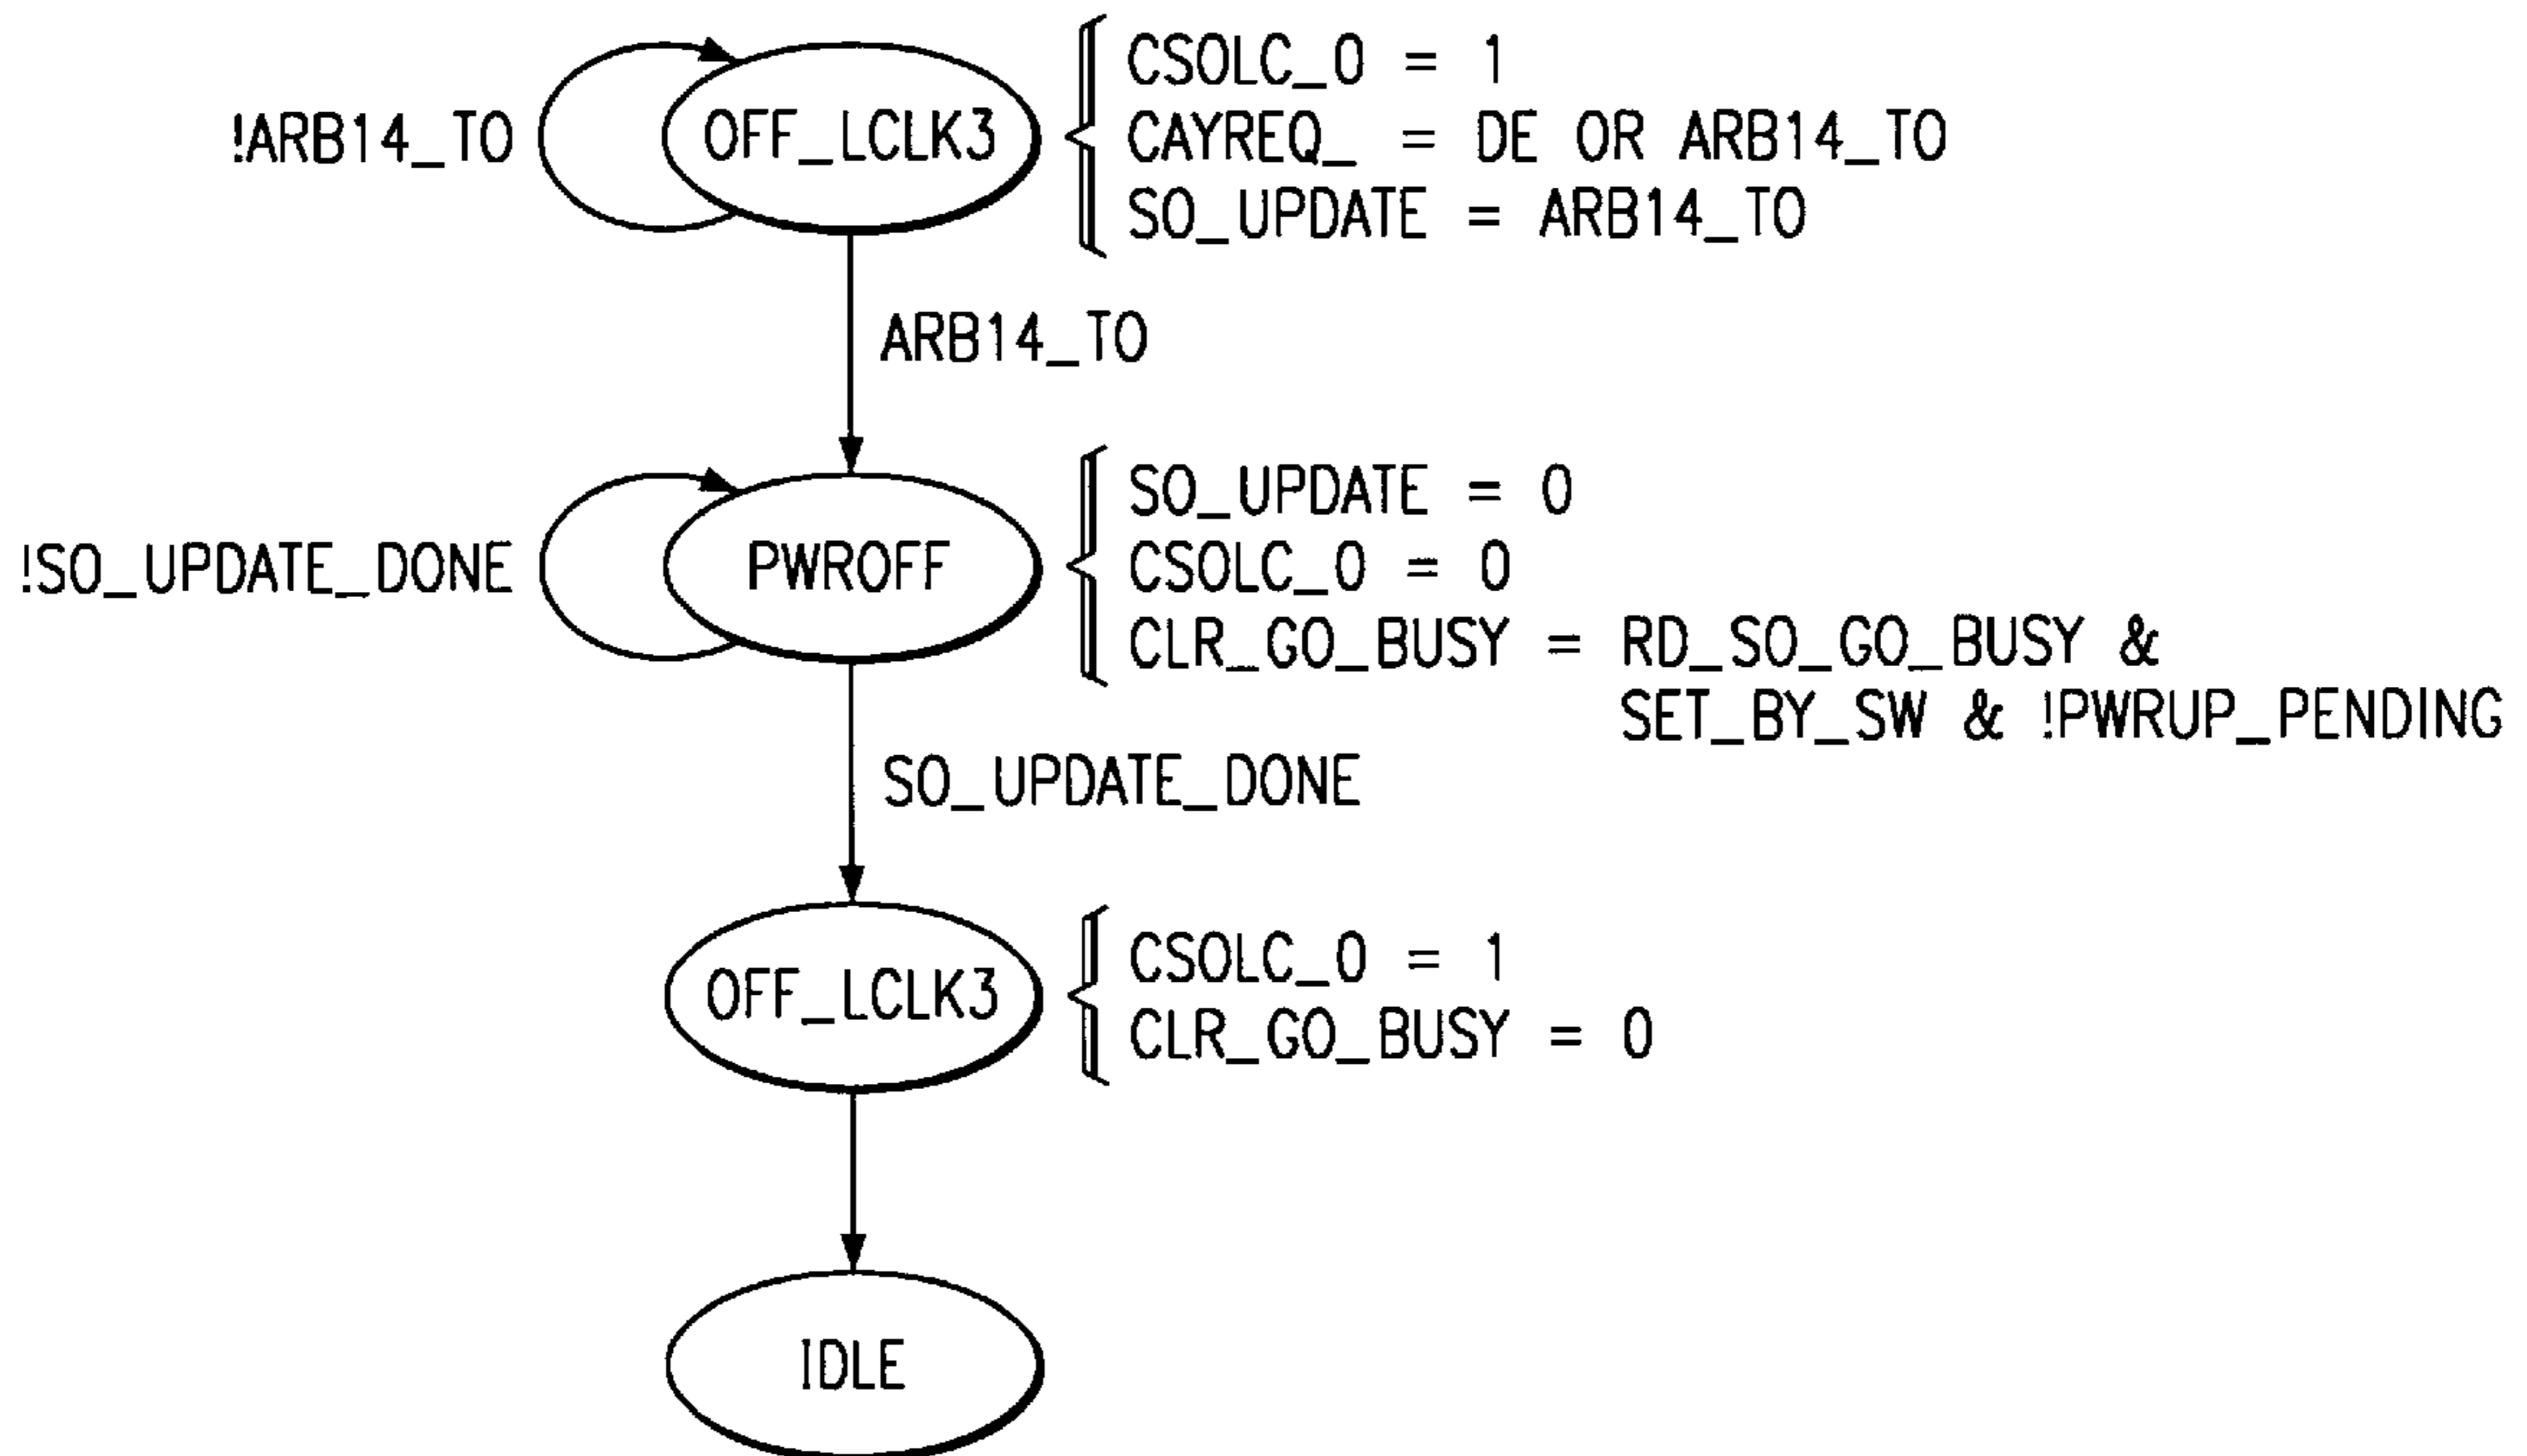 !ARB14_TO
OFF_LCLK3
CSOLC_0 = 1
CAYREQ_ = DE OR ARB14_TO
SO_UPDATE = ARB14_TO
ARB14_TO
!SO_UPDATE_DONE
PWROFF
SO_UPDATE = 0
CSOLC_0 = 0
CLR_GO_BUSY = RD_SO_GO_BUSY &
SET_BY_SW & !PWRUP_PENDING
SO_UPDATE_DONE
OFF_LCLK3
CSOLC_0 = 1
CLR_GO_BUSY = 0
IDLE